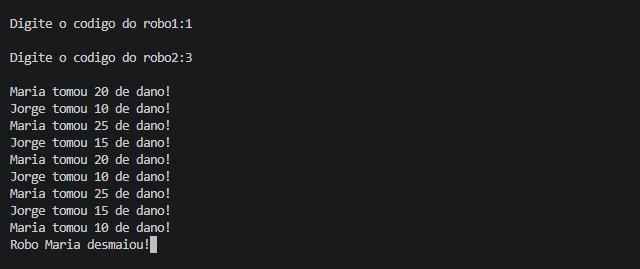 Digite o codigo do robo1:1
Digite o codigo do robo2:3
Maria tomou 20 de dano!
Jorge tomou 10 de dano!
Maria tomou 25 de dano!
Jorge tomou 15 de dano!
Maria tomou 20 de dano!
Jorge tomou 10 de dano!
Maria tomou 25 de dano!
Jorge tomou 15 de dano!
Maria tomou 10 de dano!
Robo Maria desmaiou!